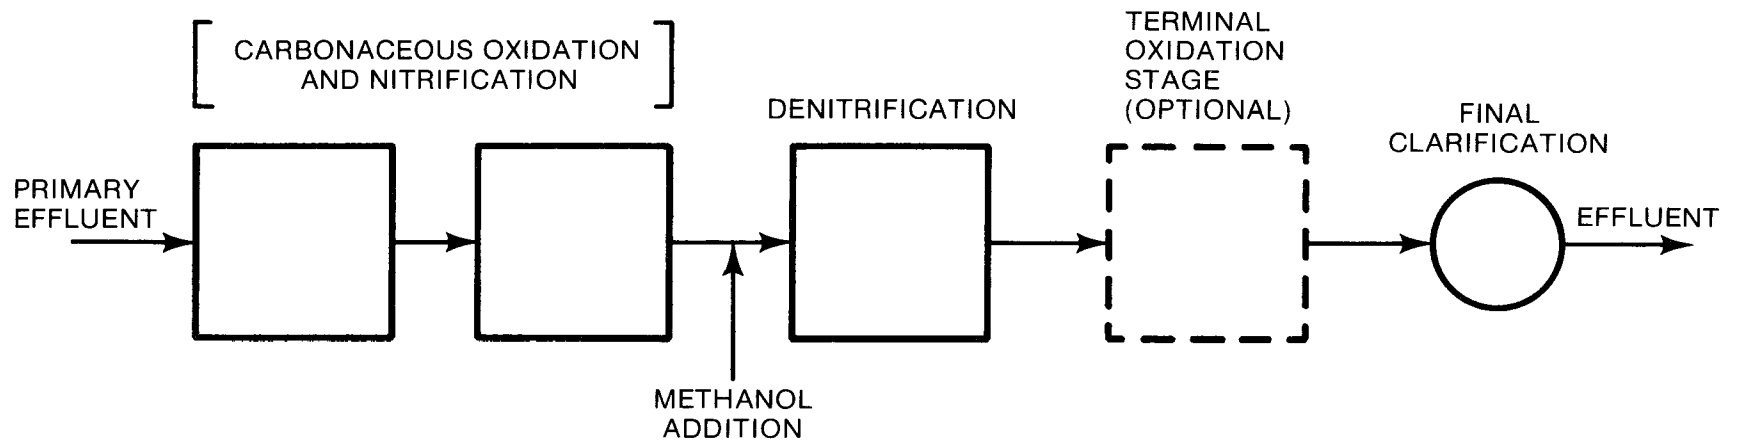 CARBONACEOUS OXIDATION
AND NITRIFICATION
PRIMARY
EFFLUENT
METHANOL
ADDITION
DENITRIFICATION
TERMINAL
OXIDATION
STAGE
(OPTIONAL)
FINAL
CLARIFICATION
EFFLUENT